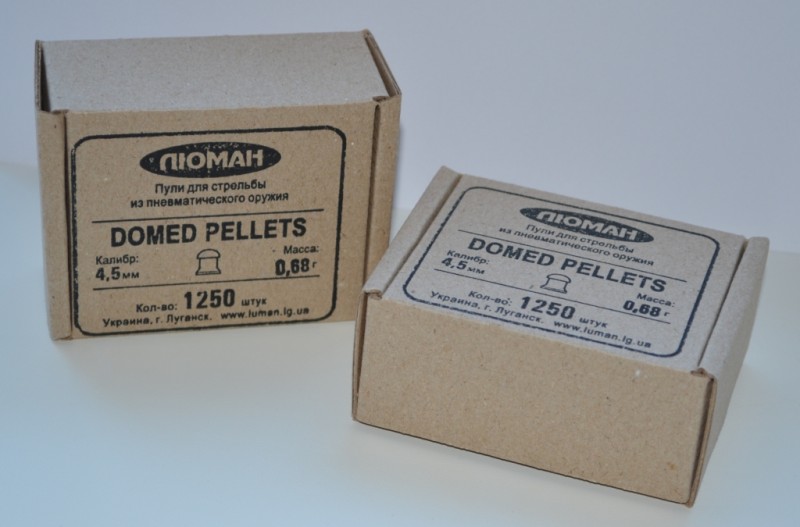 ЛЮМАН
Пули для стрельбы
из пневматического оружия
DOMED PELLETS
Калибр: Масса:
4,5мм 0,68 г
Кол-во: 1250 штук
Украина, г. Луганск. www.luman.lg.ua
ЛЮМАН
Пули для стрельбы
из пневматического оружия
DOMED PELLETS
Калибр: Масса:
4,5мм 0,68 г
Кол-во: 1250 штук
Украина, г. Луганск. www.luman.lg.ua